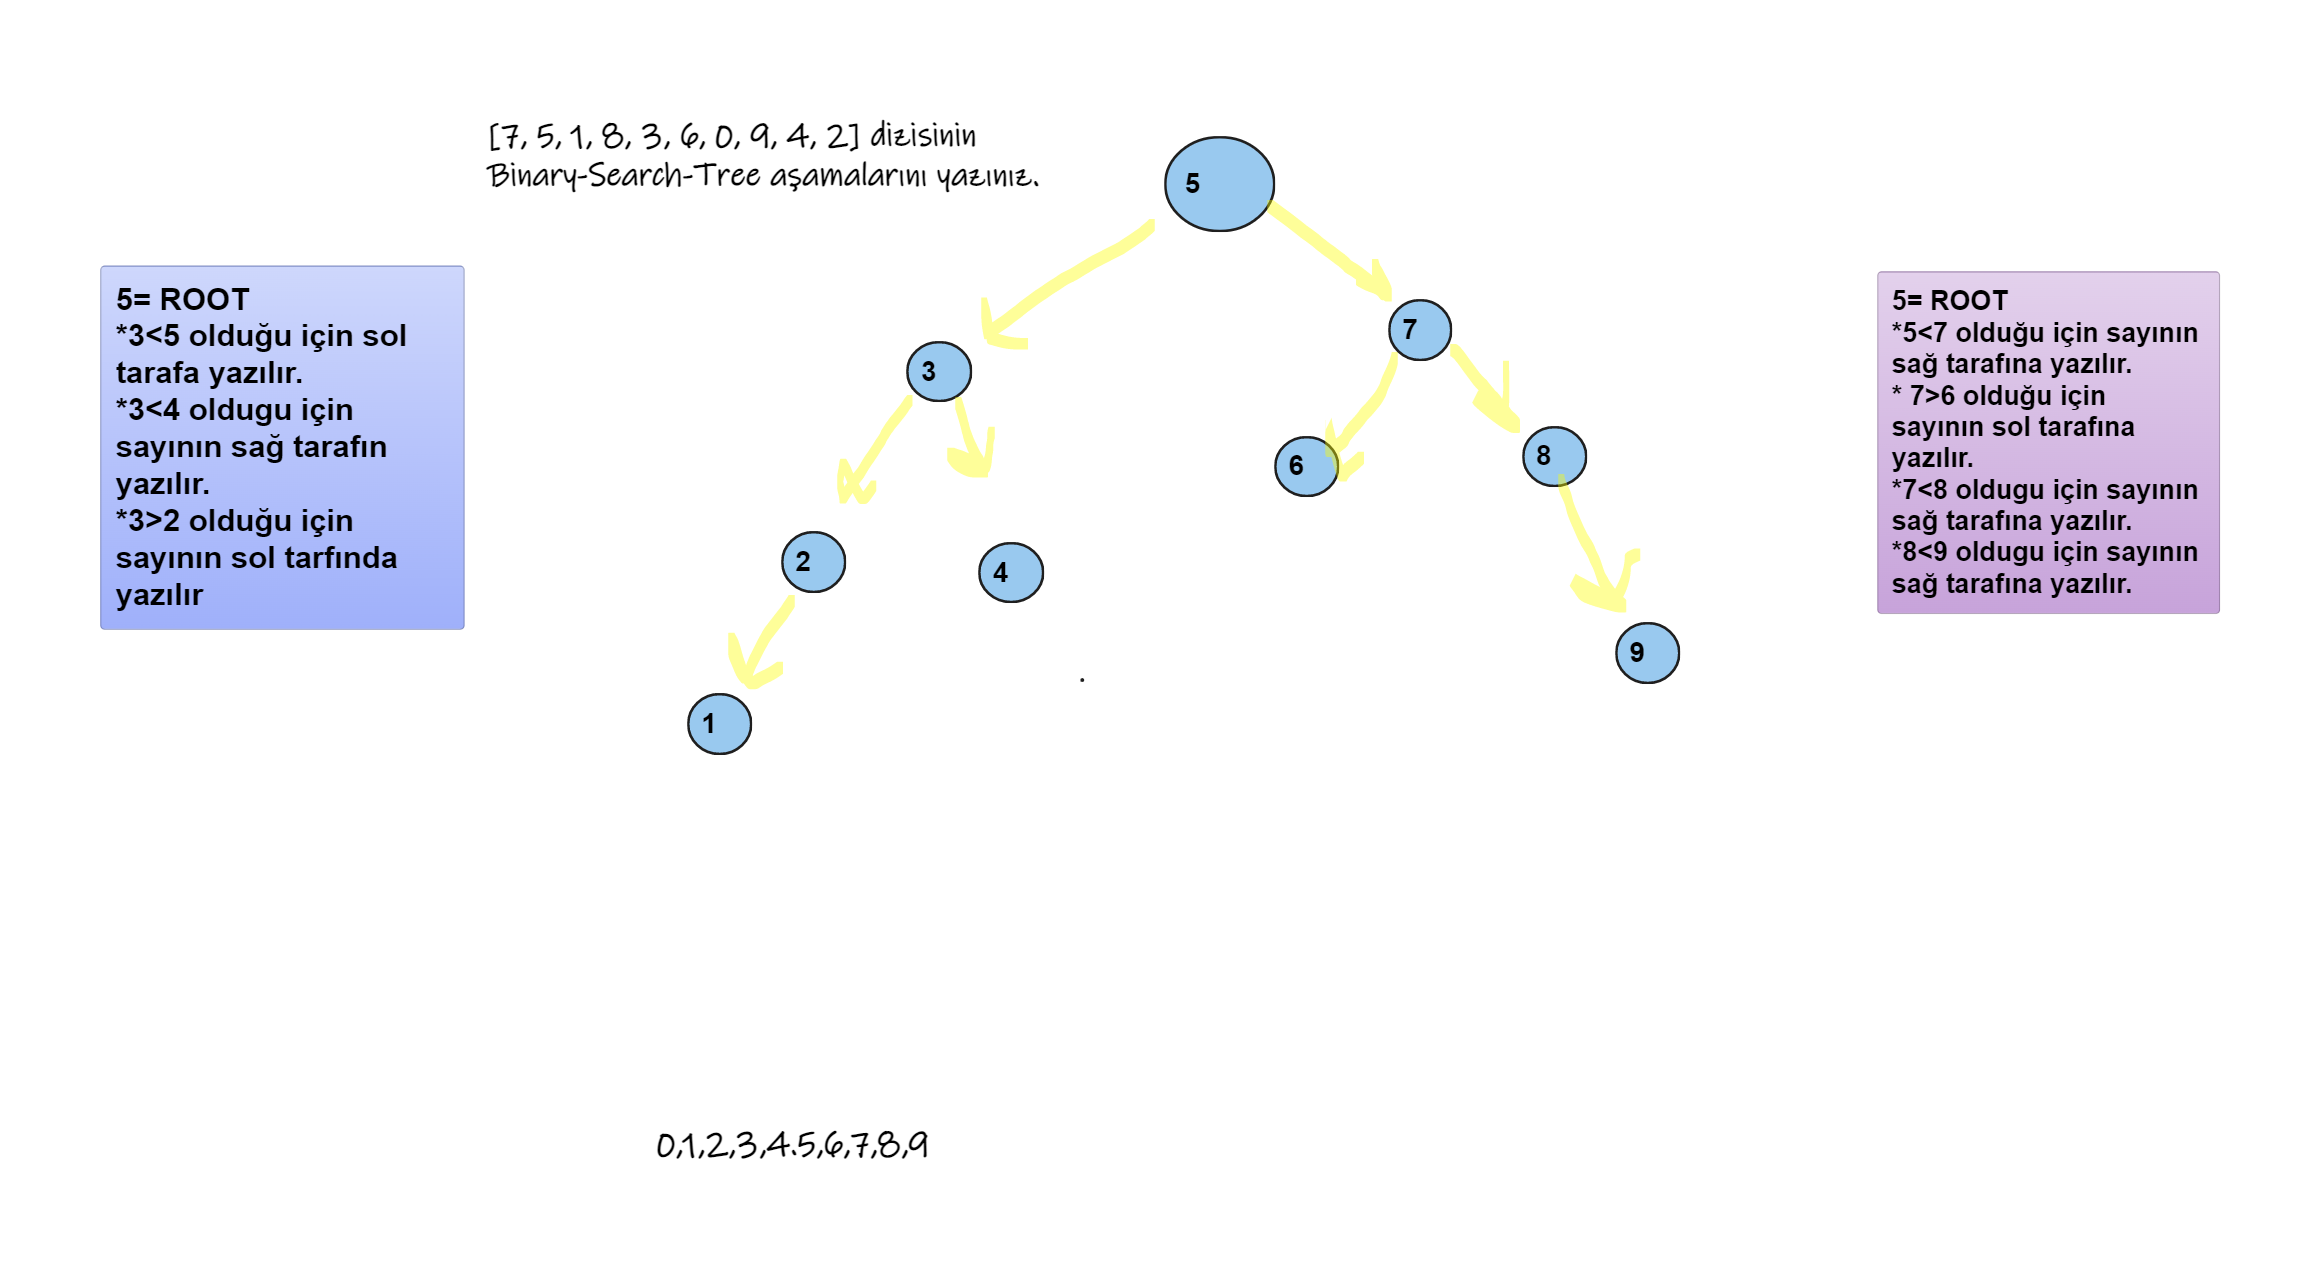 [7, 5, 1, 8, 3, 6, 0, 9, 4, 2] dizisinin
Binary-Search-Tree aşamalarını yazınız.
5
5= ROOT
*3<5 olduğu için sol
tarafa yazılır.
*3<4 oldugu için
sayının sağ tarafın
yazılır.
*3>2 olduğu için
sayının sol tarfında
yazılır
5= ROOT
*5<7 olduğu için sayının
sağ tarafına yazılır.
* 7>6 olduğu için
sayının sol tarafına
yazılır.
*7<8 oldugu için sayının
sağ tarafına yazılır.
*8<9 oldugu için sayının
sağ tarafına yazılır.
7
3
8
6
2
4
9
1
0,1,2,3,4.5,6,7,8,9